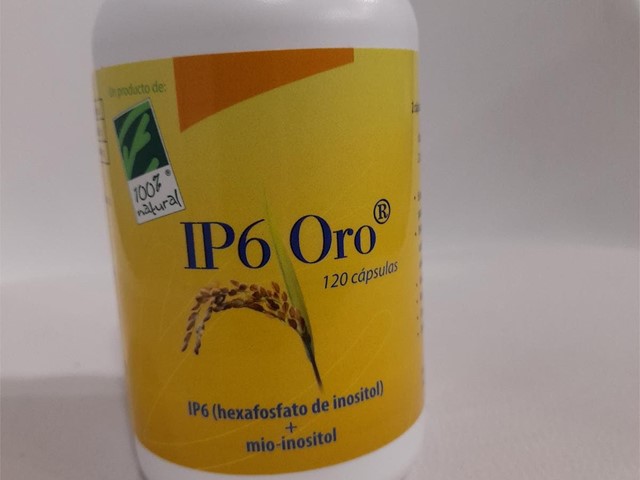 Un producto de:
100%
natural®
IP6 Oro®
120 cápsulas
IP6 (hexafosfato de inositol)
+
mio-inositol